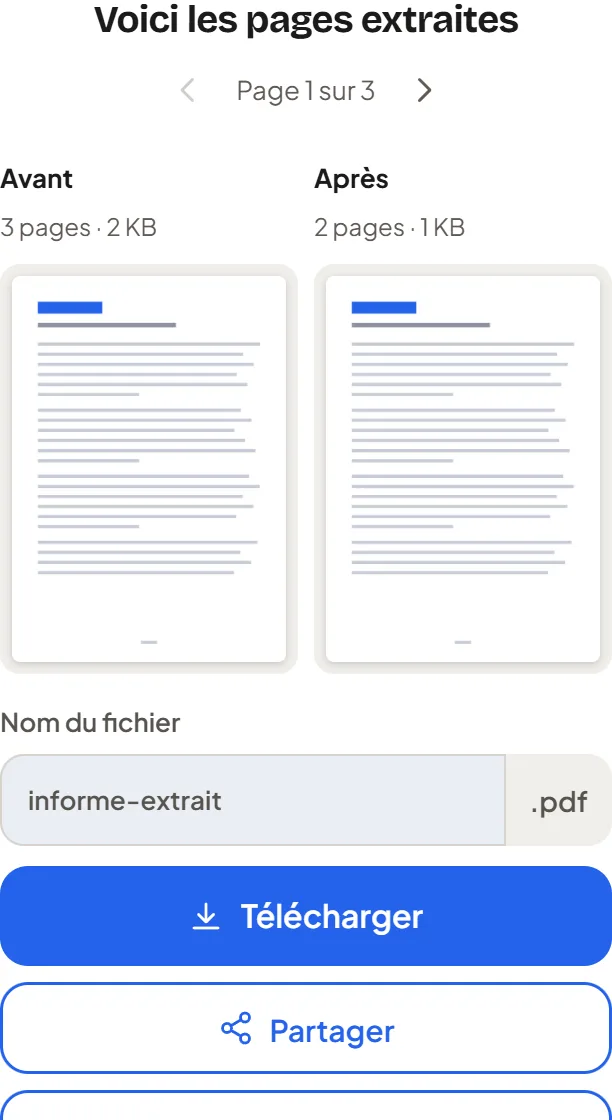 Voici les pages extraites
Page 1 sur 3
Avant
Après
3 pages · 2 KB
2 pages · 1 KB
Nom du fichier
informe-extrait
.pdf
Télécharger
Partager